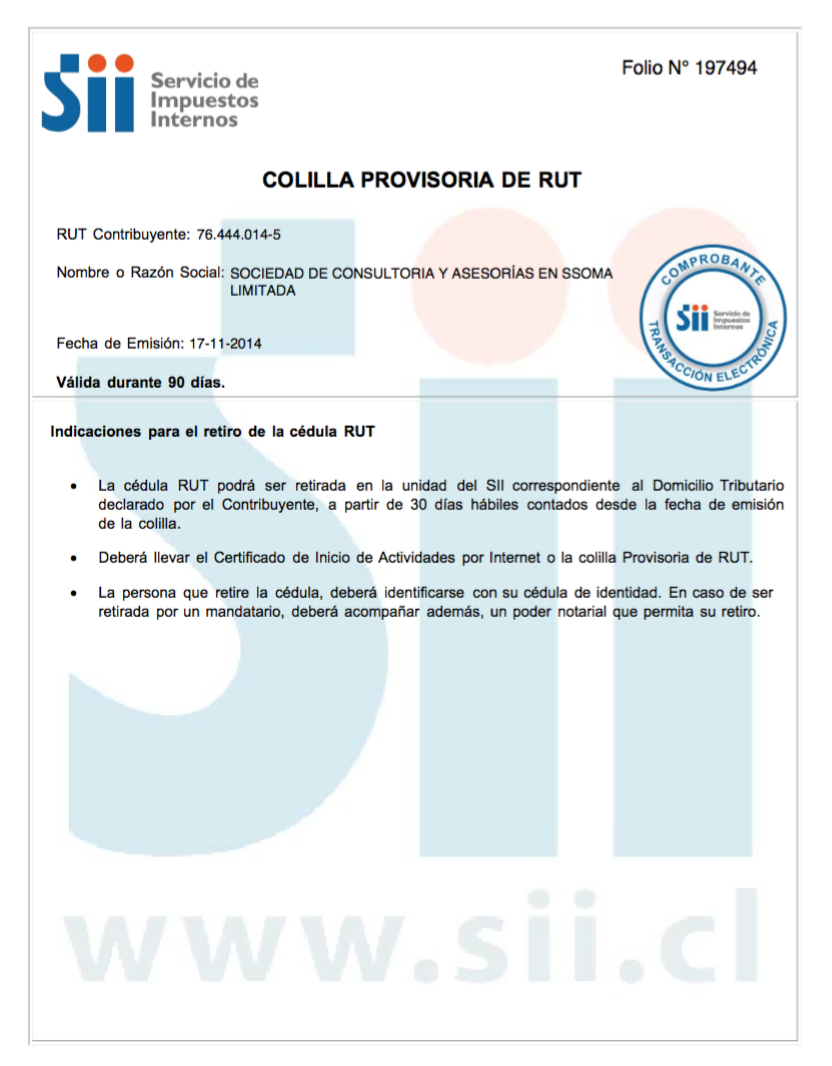 Sii Servicio de
Impuestos
Internos
Folio N° 197494
COLILLA PROVISORIA DE RUT
RUT Contribuyente: 76.444.014-5
Nombre o Razón Social: SOCIEDAD DE CONSULTORIA Y ASESORÍAS EN SSOMA
LIMITADA
COMPROBANTE
Sii Servicio de
Impuestos
Internos
TRANSACCIÓN ELECTRÓNICA
Fecha de Emisión: 17-11-2014
Válida durante 90 días.
Indicaciones para el retiro de la cédula RUT
• La cédula RUT podrá ser retirada en la unidad del SII correspondiente al Domicilio Tributario
declarado por el Contribuyente, a partir de 30 días hábiles contados desde la fecha de emisión
de la colilla.
• Deberá llevar el Certificado de Inicio de Actividades por Internet o la colilla Provisoria de RUT.
• La persona que retire la cédula, deberá identificarse con su cédula de identidad. En caso de ser
retirada por un mandatario, deberá acompañar además, un poder notarial que permita su retiro.
sii
www.sii.cl